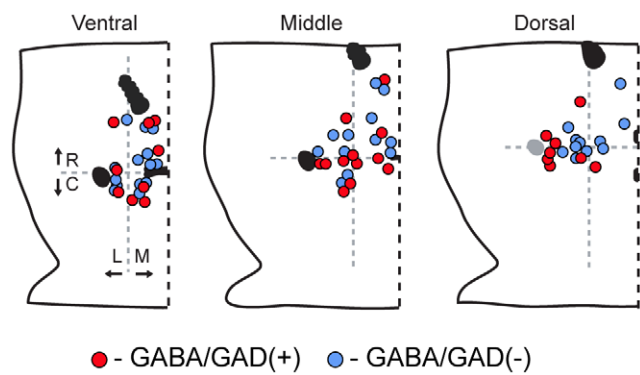 Ventral Middle Dorsal
R
C
L M
- GABA/GAD(+) - GABA/GAD(-)